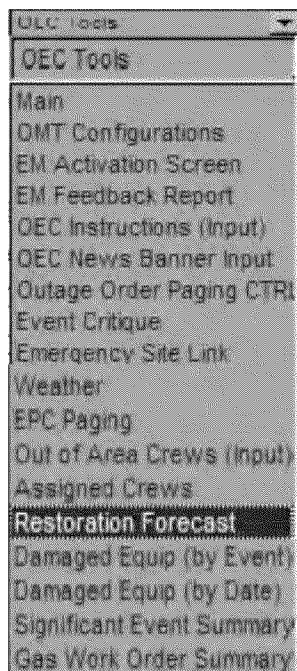 OEC Tools
OEC Tools
Main
OMT Configurations
EM Activation Screen
EM Feedback Report
OEC Instructions (Input)
OEC News Banner Input
Outage Order Paging CTRL
Event Critique
Emergency Site Link
Weather
EPC Paging
Out of Area Crews (Input)
Assigned Crews
Restoration Forecast
Damaged Equip (by Event)
Damaged Equip (by Date)
Significant Event Summary
Gas Work Order Summary